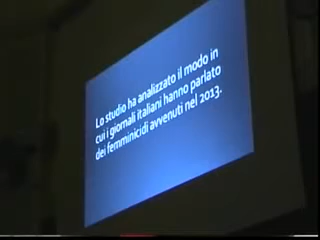 Lo studio ha analizzato il modo in
cui i giornali italiani hanno parlato
dei femminicidi avvenuti nel 2013.